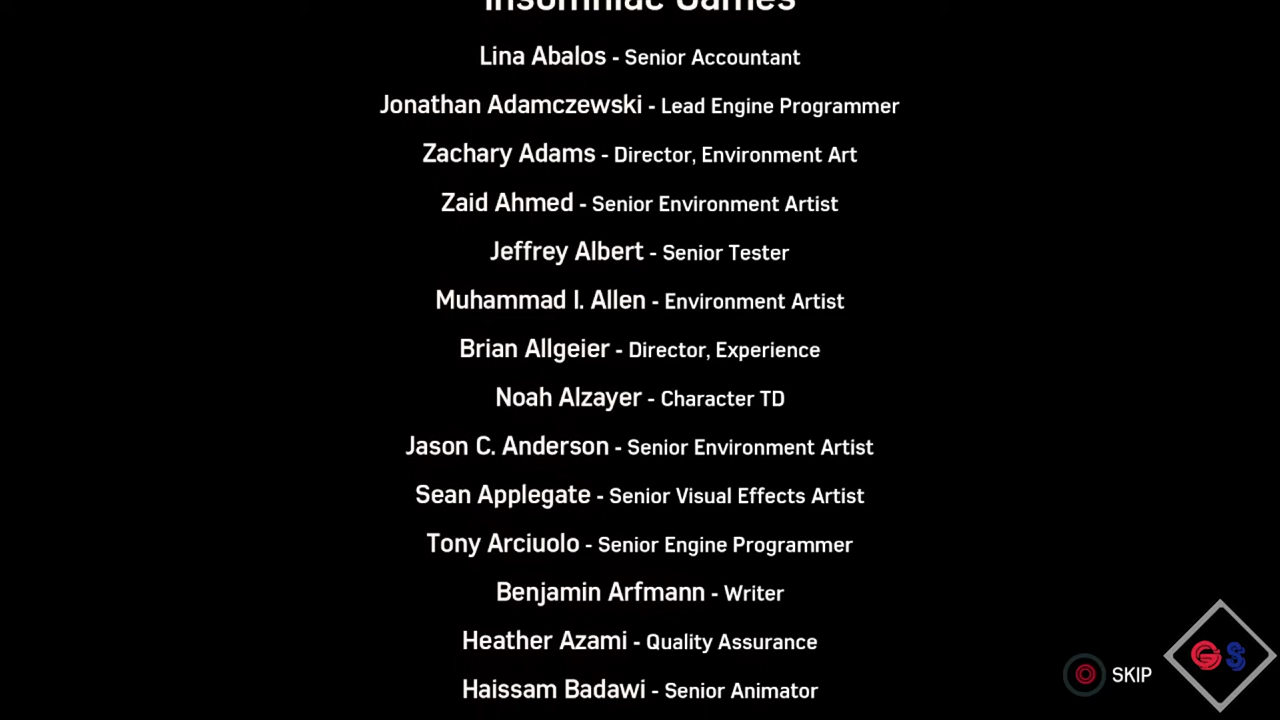 Insomniac Games
Lina Abalos - Senior Accountant
Jonathan Adamczewski - Lead Engine Programmer
Zachary Adams - Director, Environment Art
Zaid Ahmed - Senior Environment Artist
Jeffrey Albert - Senior Tester
Muhammad I. Allen - Environment Artist
Brian Allgeier - Director, Experience
Noah Alzayer - Character TD
Jason C. Anderson - Senior Environment Artist
Sean Applegate - Senior Visual Effects Artist
Tony Arciuolo - Senior Engine Programmer
Benjamin Arfmann - Writer
Heather Azami - Quality Assurance
Haissam Badawi - Senior Animator
SKIP
GS